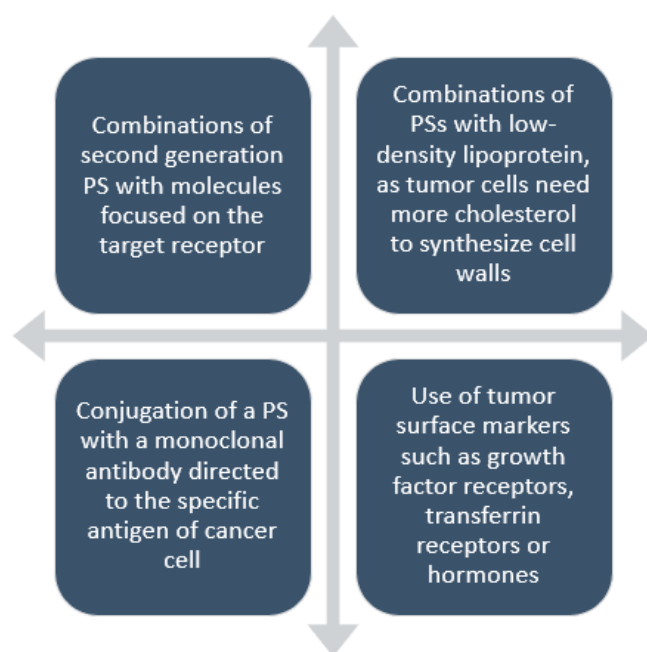 Combinations of
second generation
PS with molecules
focused on the
target receptor
Combinations of
PSs with low-
density lipoprotein,
as tumor cells need
more cholesterol
to synthesize cell
walls
Conjugation of a PS
with a monoclonal
antibody directed
to the specific
antigen of cancer
cell
Use of tumor
surface markers
such as growth
factor receptors,
transferrin
receptors or
hormones